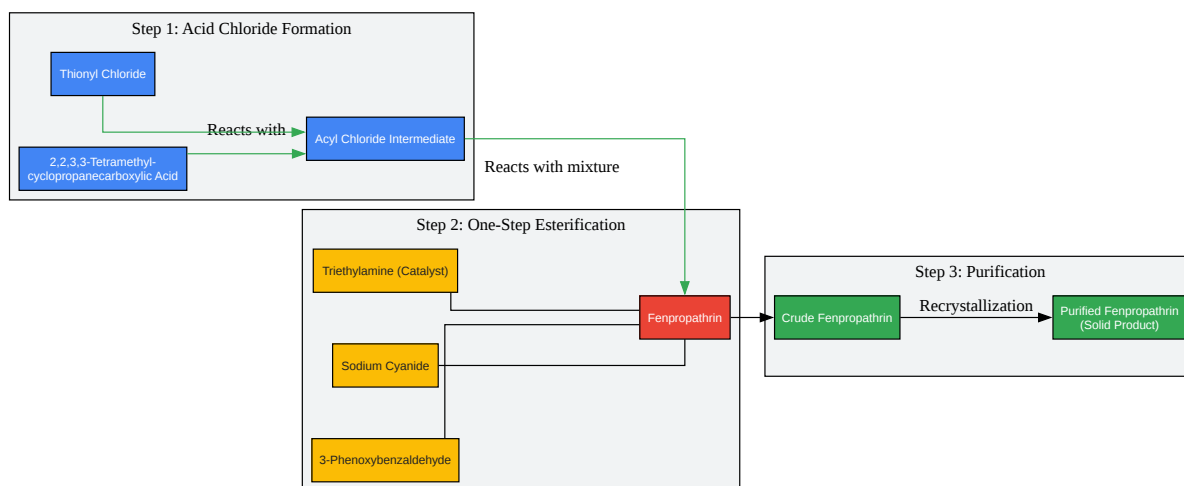 Step 1: Acid Chloride Formation
Thionyl Chloride
Reacts with
Acyl Chloride Intermediate
2,2,3,3-Tetramethyl-
cyclopropanecarboxylic Acid
Reacts with mixture
Step 2: One-Step Esterification
Triethylamine (Catalyst)
Sodium Cyanide
3-Phenoxybenzaldehyde
Fenpropathrin
Step 3: Purification
Crude Fenpropathrin
Recrystallization
Purified Fenpropathrin
(Solid Product)